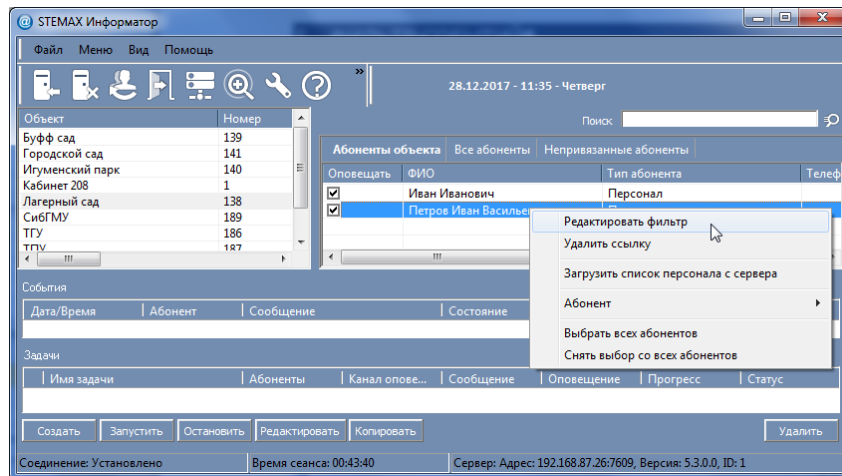 STEMAX Информатор
Файл Меню Вид Помощь
»
28.12.2017 - 11:35 - Четверг
Поиск
Объект Номер
Буфф сад 139
Городской сад 141
Игуменский парк 140
Кабинет 208 1
Лагерный сад 138
СибГМУ 189
ТГУ 186
ТПУ 187
Абоненты объекта Все абоненты Непривязанные абоненты
Оповещать ФИО Тип абонента Телеф
Иван Иванович Персонал
Петров Иван Василье
Редактировать фильтр
Удалить ссылку
Загрузить список персонала с сервера
Абонент
Выбрать всех абонентов
Снять выбор со всех абонентов
События
Дата/Время Абонент Сообщение Состояние
Задачи
Имя задачи Абоненты Канал опове... Сообщение Оповещение Прогресс Статус
Создать Запустить Остановить Редактировать Копировать Удалить
Соединение: Установлено Время сеанса: 00:43:40 Сервер: Адрес: 192.168.87.26:7609, Версия: 5.3.0.0, ID: 1